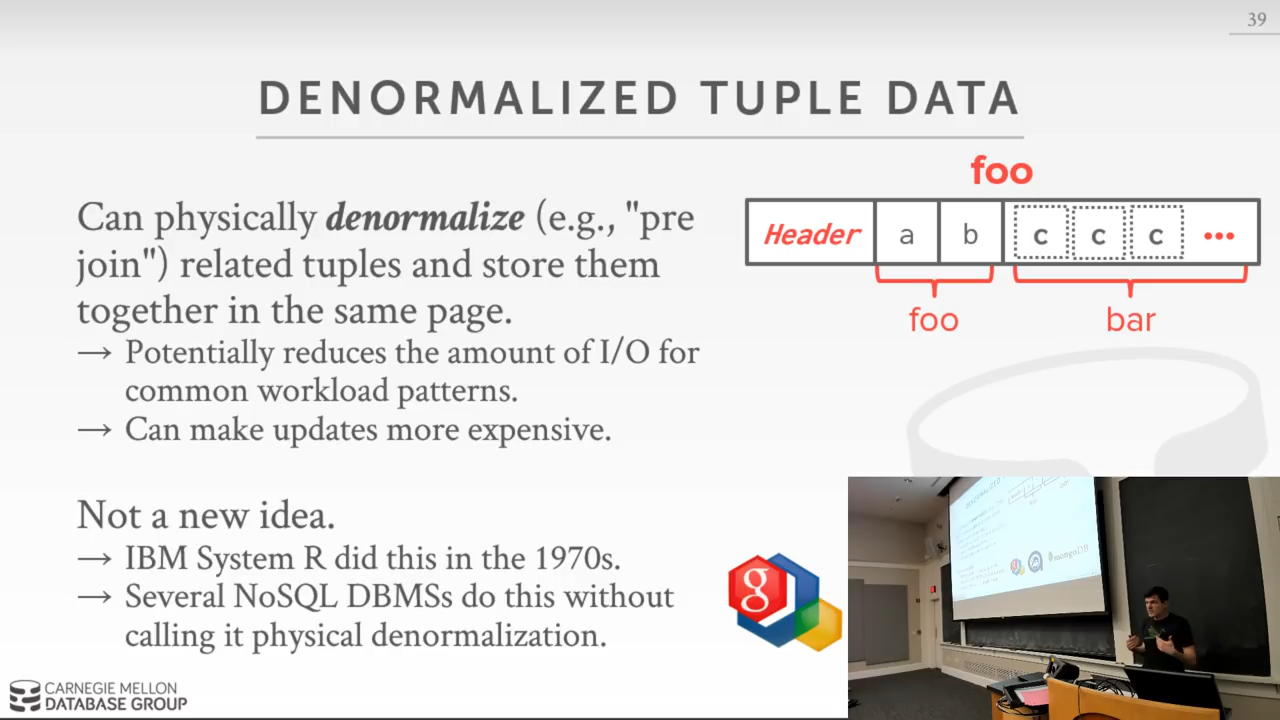 39
DENORMALIZED TUPLE DATA
Can physically denormalize (e.g., "pre
join") related tuples and store them
together in the same page.
→ Potentially reduces the amount of I/O for
common workload patterns.
→ Can make updates more expensive.
Not a new idea.
→ IBM System R did this in the 1970s.
→ Several NoSQL DBMSs do this without
calling it physical denormalization.
foo
Header a b c c c •••
foo bar
g
DENORMALIZED
mongoDB
CARNEGIE MELLON
DATABASE GROUP